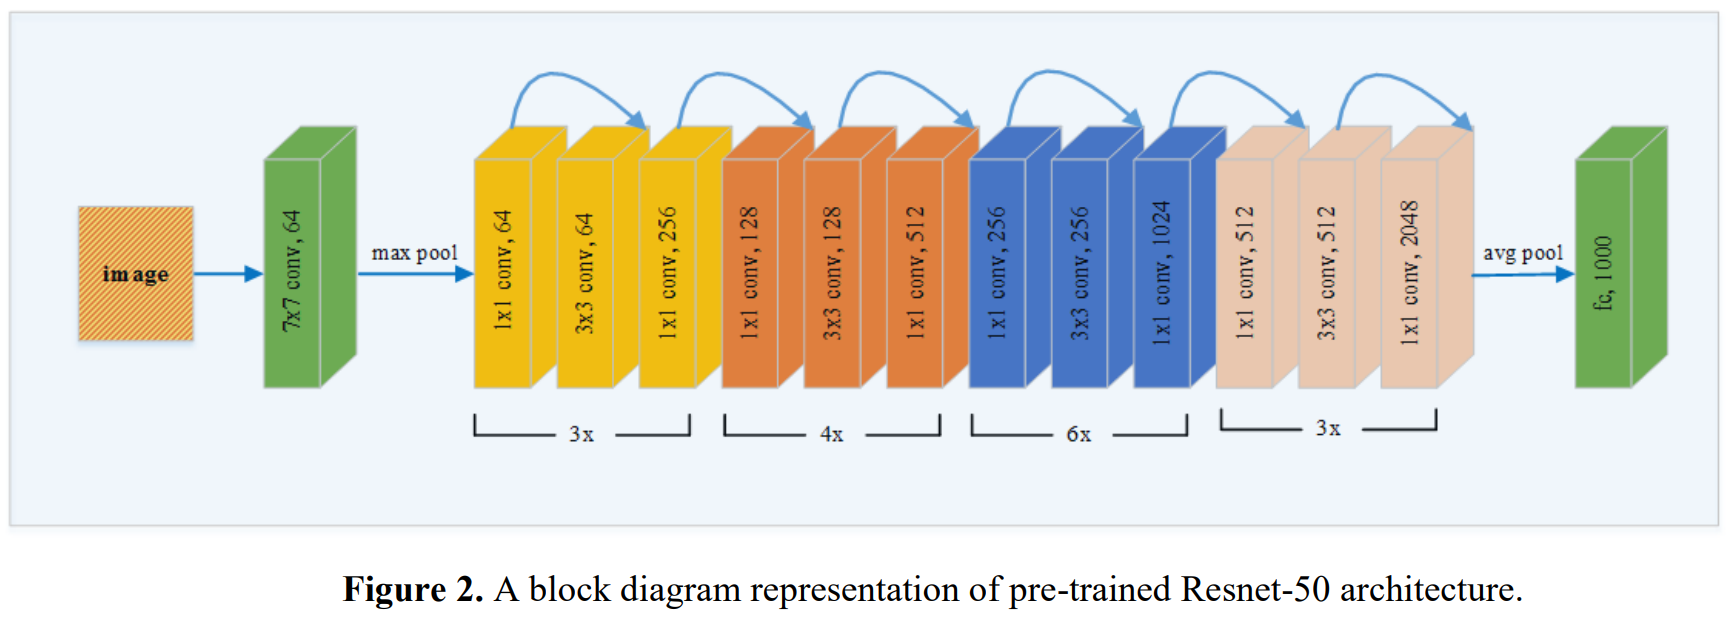 image
7x7 conv, 64
max pool
1x1 conv, 64
3x3 conv, 64
1x1 conv, 256
1x1 conv, 128
3x3 conv, 128
1x1 conv, 512
1x1 conv, 256
3x3 conv, 256
1x1 conv, 1024
1x1 conv, 512
3x3 conv, 512
1x1 conv, 2048
avg pool
fc, 1000
3x
4x
6x
3x
Figure 2. A block diagram representation of pre-trained Resnet-50 architecture.